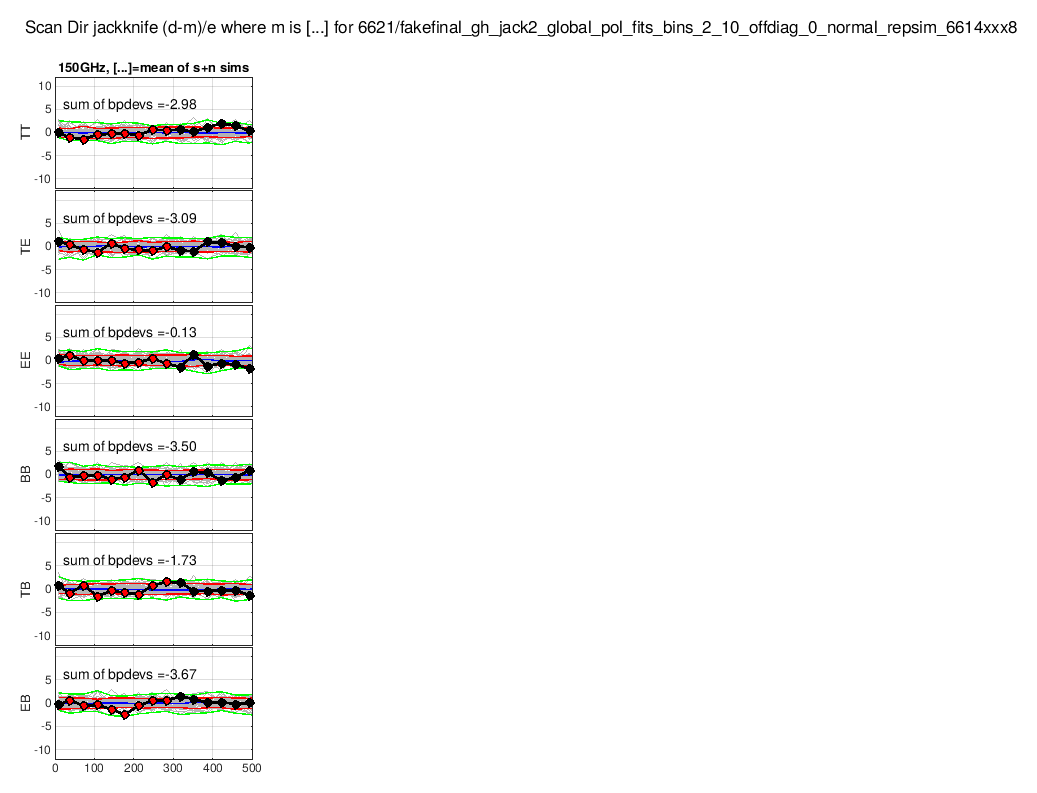 Scan Dir jackknife (d-m)/e where m is [...] for 6621/fakefinal_gh_jack2_global_pol_fits_bins_2_10_offdiag_0_normal_repsim_6614xxx8
150GHz, [...]=mean of s+n sims
10
5
0
-5
-10
TT
sum of bpdevs =-2.98
5
0
-5
-10
TE
sum of bpdevs =-3.09
5
0
-5
-10
EE
sum of bpdevs =-0.13
5
0
-5
-10
BB
sum of bpdevs =-3.50
5
0
-5
-10
TB
sum of bpdevs =-1.73
5
0
-5
-10
EB
sum of bpdevs =-3.67
0 100 200 300 400 500